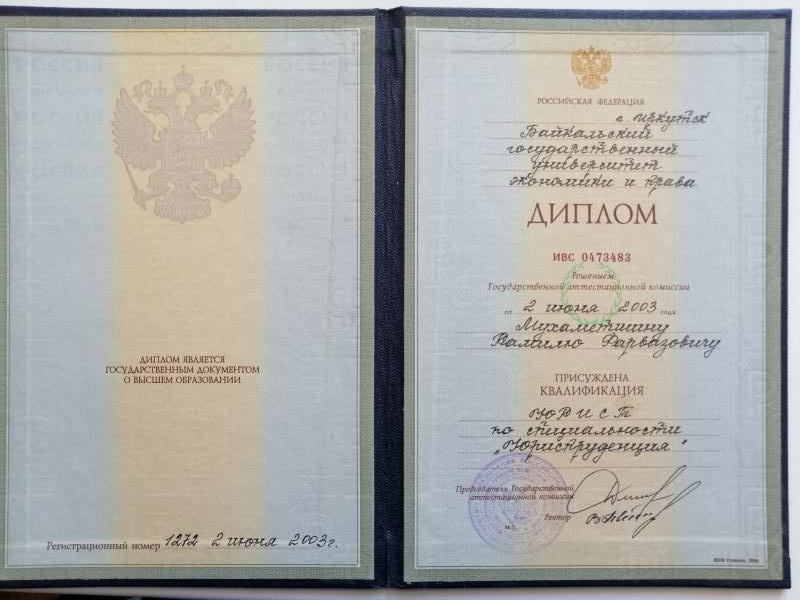 ДИПЛОМ ЯВЛЯЕТСЯ
ГОСУДАРСТВЕННЫМ ДОКУМЕНТОМ
О ВЫСШЕМ ОБРАЗОВАНИИ
Регистрационный номер 1272 2 июня 2003г.
РОССИЙСКАЯ ФЕДЕРАЦИЯ
г. Иркутск
Байкальский
государственный
университет
экономики и права
ДИПЛОМ
ИВС 0473483
Решением
Государственной аттестационной комиссии
от 2 июня 2003 года
Мухаметшину
Рамилю Фарвазовичу
ПРИСУЖДЕНА
КВАЛИФИКАЦИЯ
ЮРИСТ
по специальности
„Юриспруденция"
Председатель Государственной
аттестационной комиссии
Ректор
М.П.